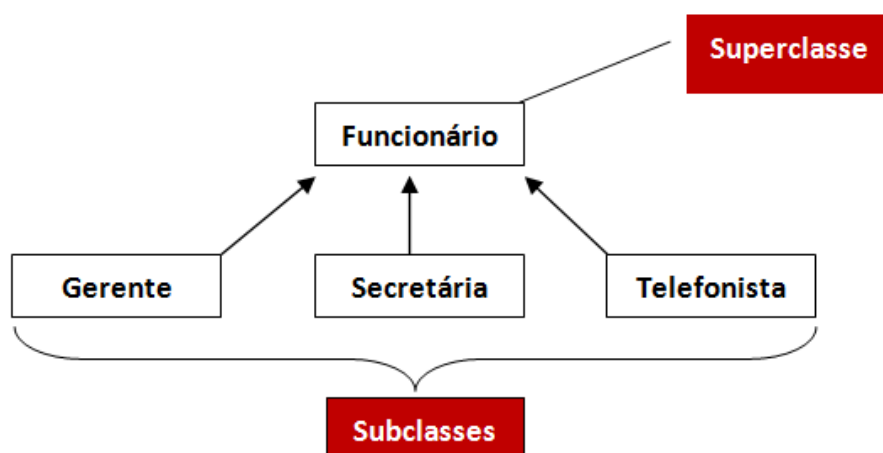 Superclasse
Funcionário
Gerente
Secretária
Telefonista
Subclasses